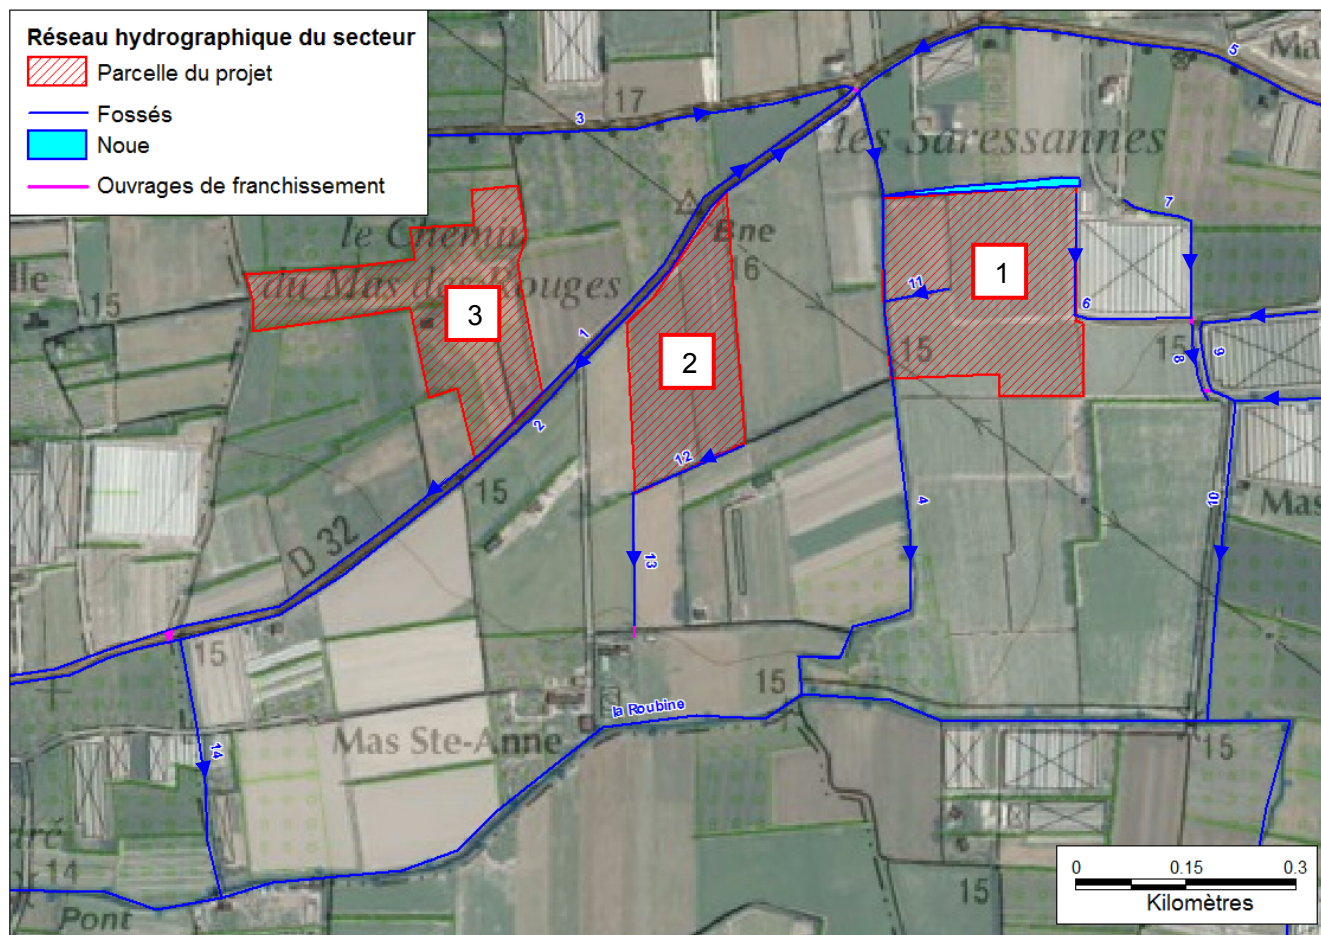 Réseau hydrographique du secteur
Parcelle du projet
Fossés
Noue
Ouvrages de franchissement
5
Ma
17
3
les Saressannes
7
le Chemin
du Mas des Rouges
Bne
16
1
11
6
3
1
2
15
15
8
9
15
2
12
15
4
10
Mas
D 32
13
15
14
la Roubine
15
Mas Ste-Anne
15
14
Pont
15
0
0.15
0.3
Kilomètres